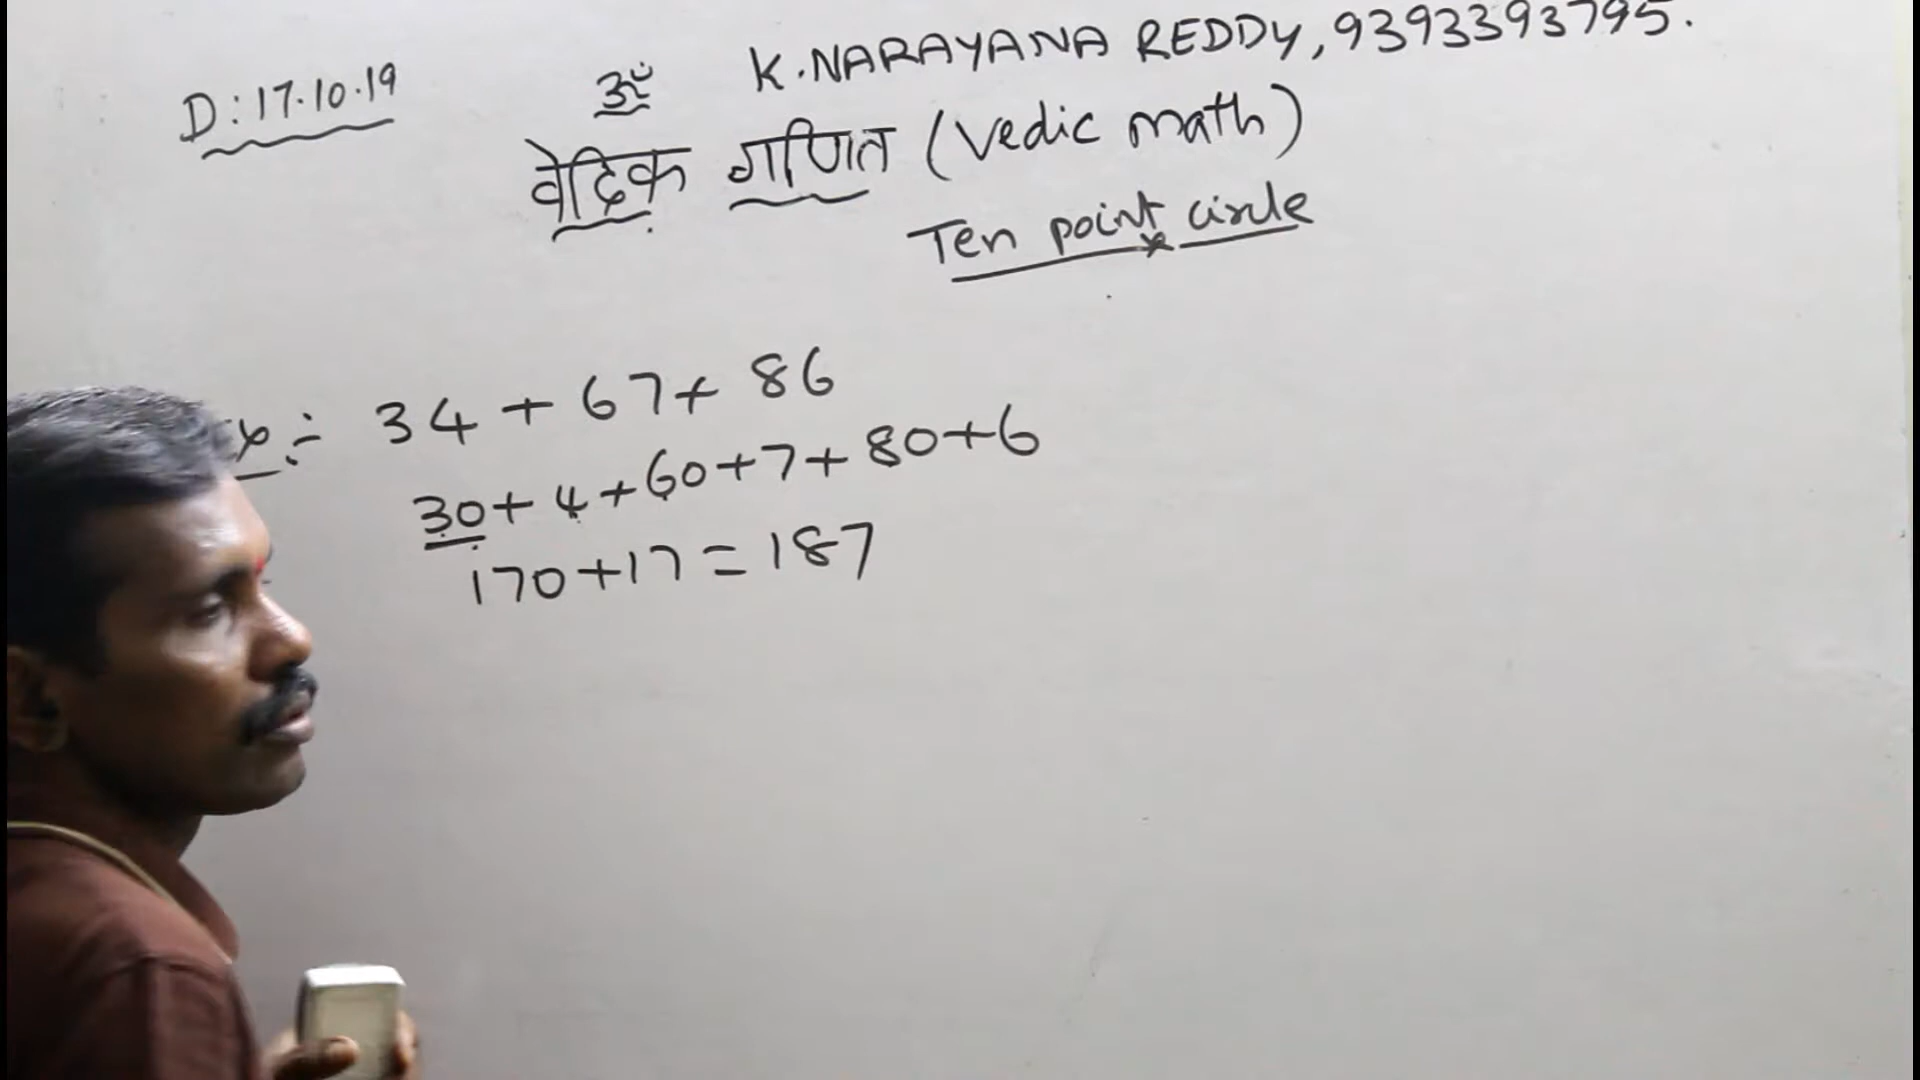 K.NARAYANA REDDY, 9393393795.
D:17.10.19
ॐ
वेदिक गणित (Vedic math)
Ten point circle
x:- 34 + 67 + 86
30 + 4 + 60 + 7 + 80 + 6
170 + 17 = 187